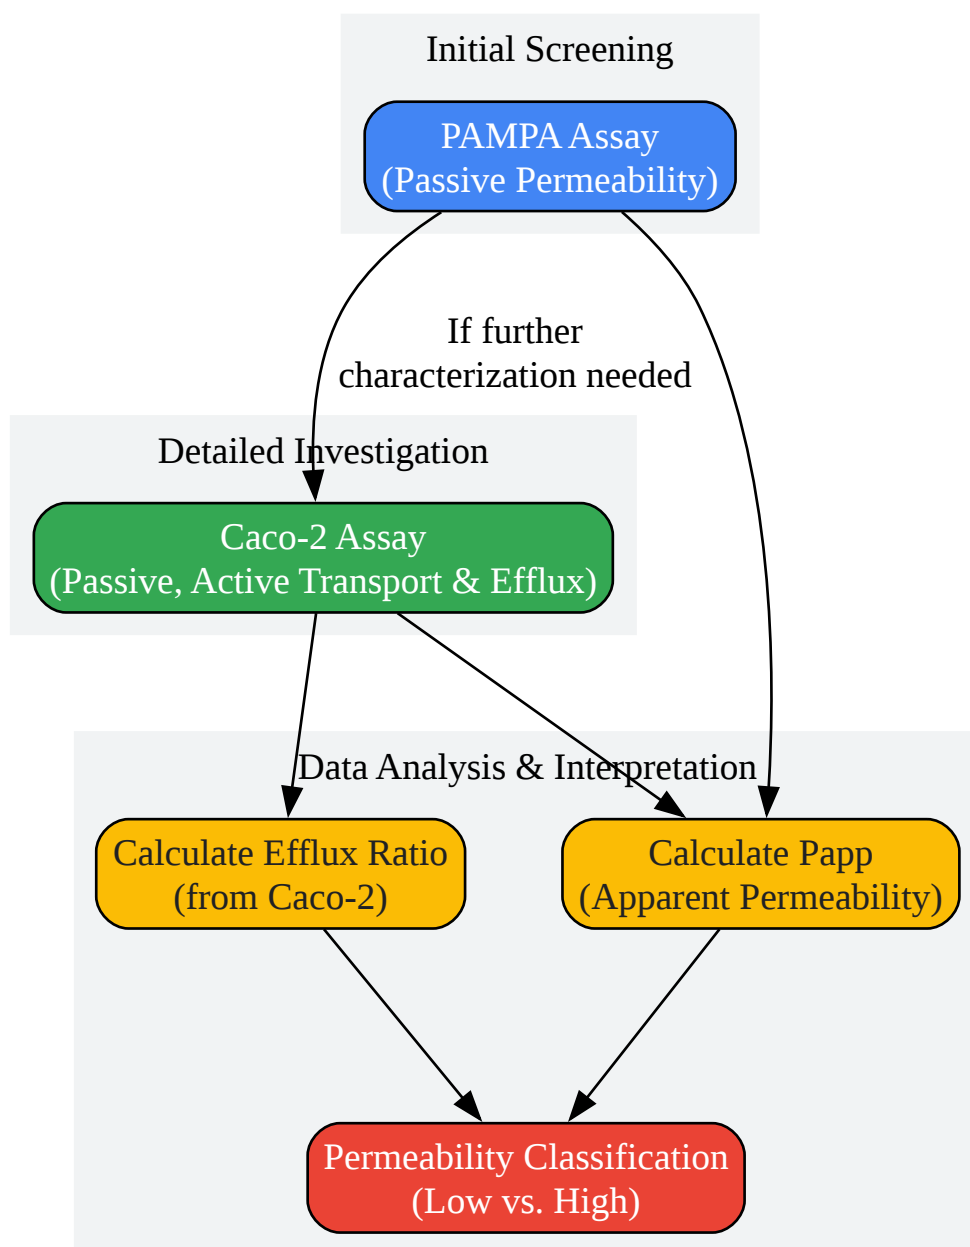 Initial Screening
PAMPA Assay
(Passive Permeability)
If further
characterization needed
Detailed Investigation
Caco-2 Assay
(Passive, Active Transport & Efflux)
Data Analysis & Interpretation
Calculate Efflux Ratio
(from Caco-2)
Calculate Papp
(Apparent Permeability)
Permeability Classification
(Low vs. High)